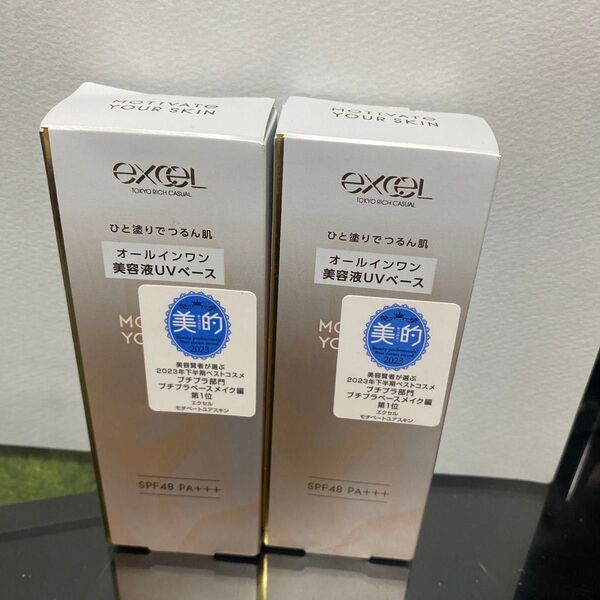 MOTIVATE
YOUR SKIN
excel
TOKYO RICH CASUAL
ひと塗りでつるん肌
オールインワン
美容液UVベース
MO
YO
美的
2023
美容賢者が選ぶ
2023年下半期ベストコスメ
プチプラ部門
プチプラベースメイク編
第1位
エクセル
モチベートユアスキン
SPF48 PA+++
MOTIVATE
YOUR SKIN
excel
TOKYO RICH CASUAL
ひと塗りでつるん肌
オールインワン
美容液UVベース
MO
YO
美的
2023
美容賢者が選ぶ
2023年下半期ベストコスメ
プチプラ部門
プチプラベースメイク編
第1位
エクセル
モチベートユアスキン
SPF48 PA+++